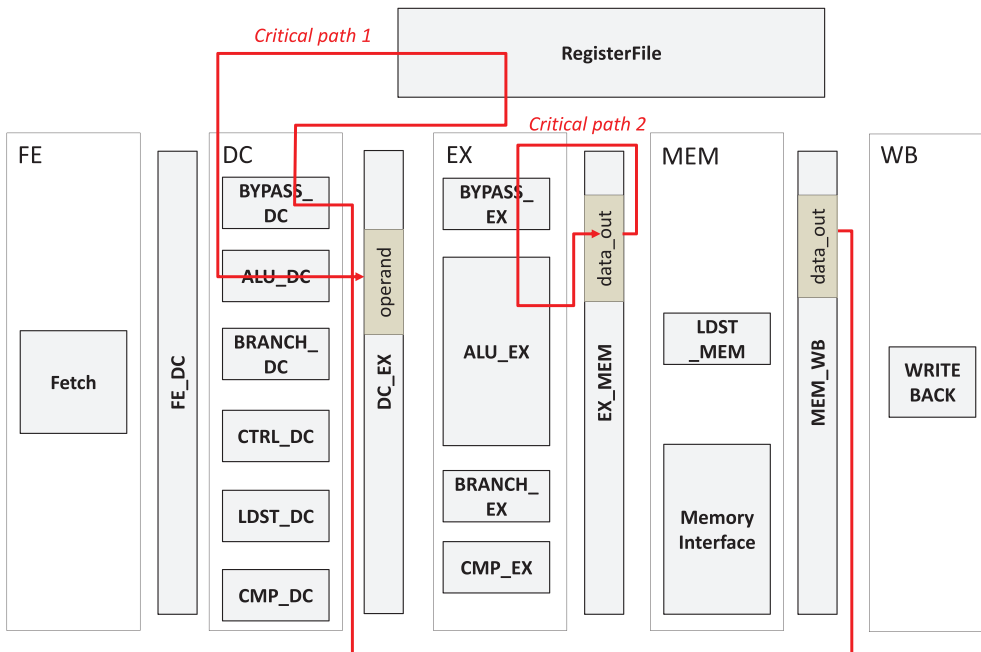 Critical path 1
RegisterFile
Critical path 2
FE
Fetch
FE_DC
DC
BYPASS_
DC
ALU_DC
BRANCH_
DC
CTRL_DC
LDST_DC
CMP_DC
operand
DC_EX
EX
BYPASS_
EX
ALU_EX
BRANCH_
EX
CMP_EX
data_out
EX_MEM
MEM
LDST
_MEM
Memory
Interface
data_out
MEM_WB
WB
WRITE
BACK